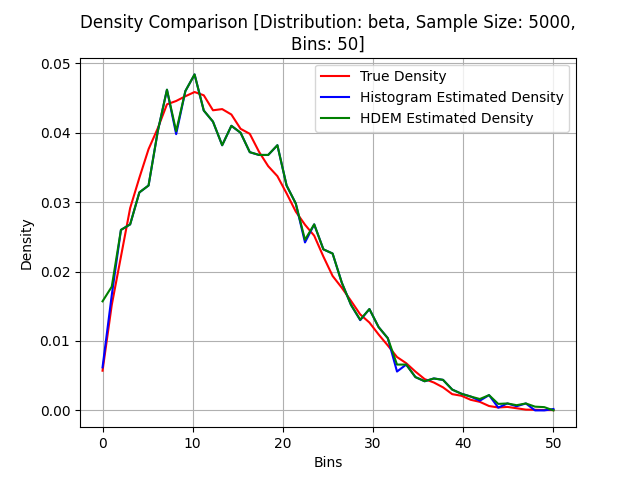 Density Comparison [Distribution: beta, Sample Size: 5000,
Bins: 50]
True Density
Histogram Estimated Density
HDEM Estimated Density
Density
0.05
0.04
0.03
0.02
0.01
0.00
0 10 20 30 40 50
Bins